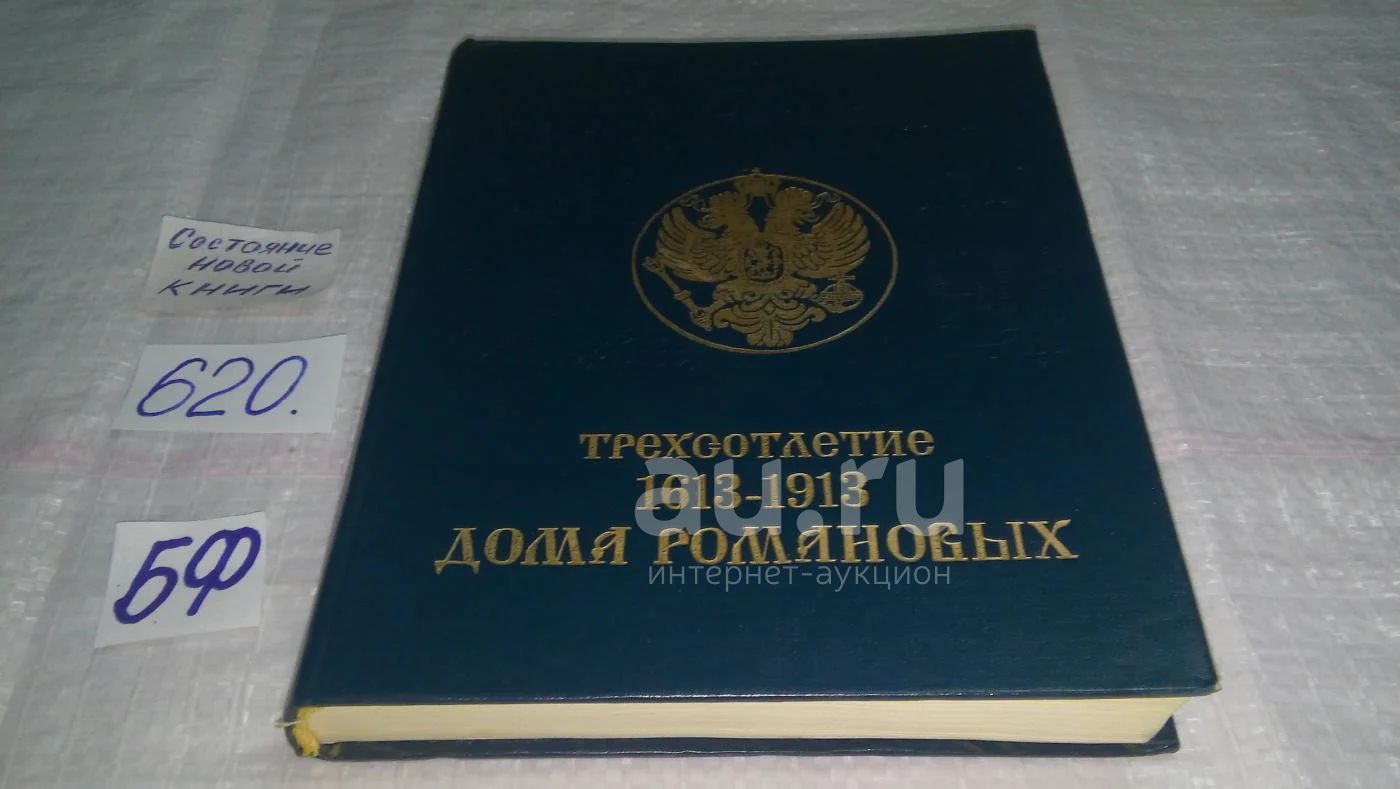 Состояние
новой
книги
620.
БФ
ТРЕХСОТЛЕТИЕ
1613-1913
ДОМА РОМАНОВЫХ
au.ru
интернет-аукцион